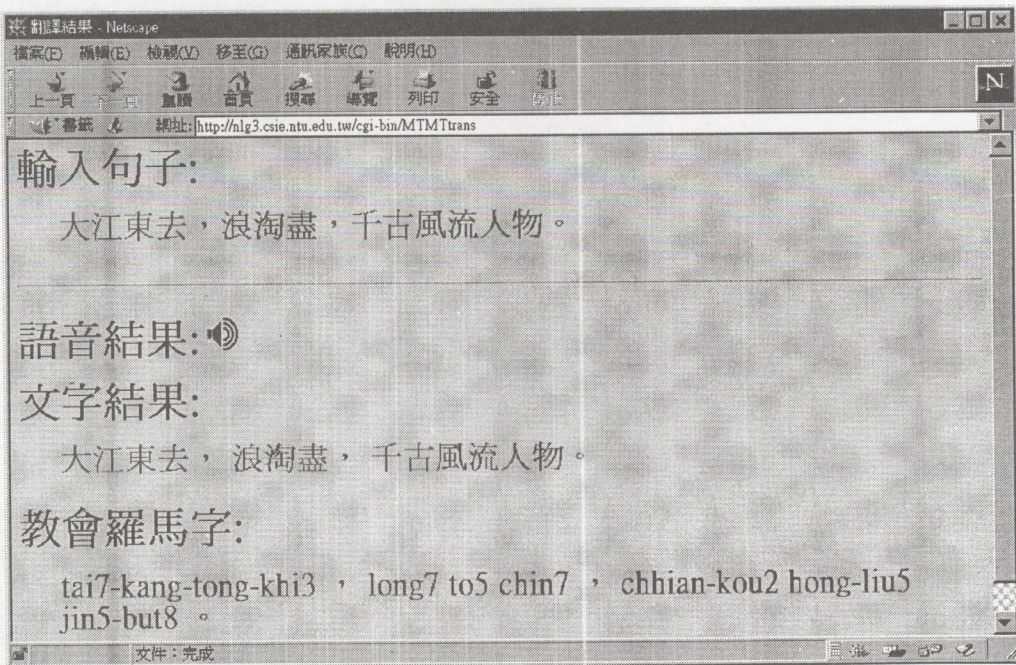 翻譯結果 - Netscape
檔案(F) 編輯(E) 檢視(V) 移至(G) 通訊家族(C) 說明(H)
上一頁 下一頁 重讀 首頁 搜尋 導覽 列印 安全 停止
N
書籤 網址: http://nlg3.csie.ntu.edu.tw/cgi-bin/MTMTtrans
輸入句子:
大江東去，浪淘盡，千古風流人物。
語音結果:
文字結果:
大江東去， 浪淘盡， 千古風流人物。
教會羅馬字:
tai7-kang-tong-khi3 ， long7 to5 chin7 ， chhian-kou2 hong-liu5
jin5-but8 。
文件：完成